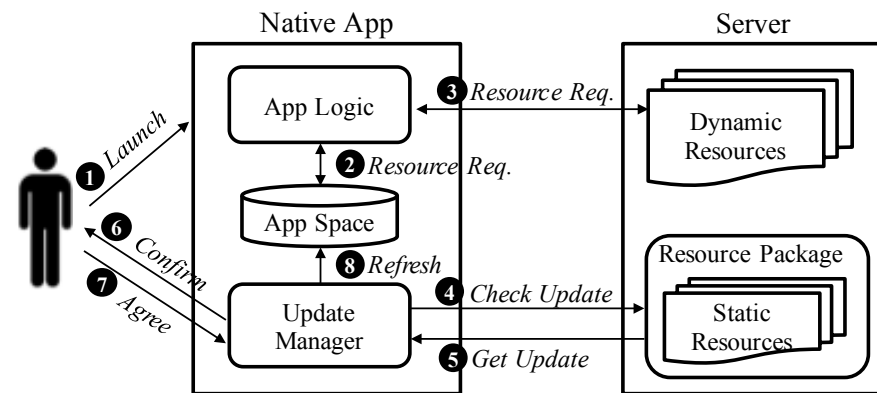 Native App
Server
App Logic
3 Resource Req.
Dynamic
Resources
1 Launch
2 Resource Req.
App Space
6 Confirm
8 Refresh
Resource Package
7 Agree
Update
Manager
4 Check Update
Static
Resources
5 Get Update